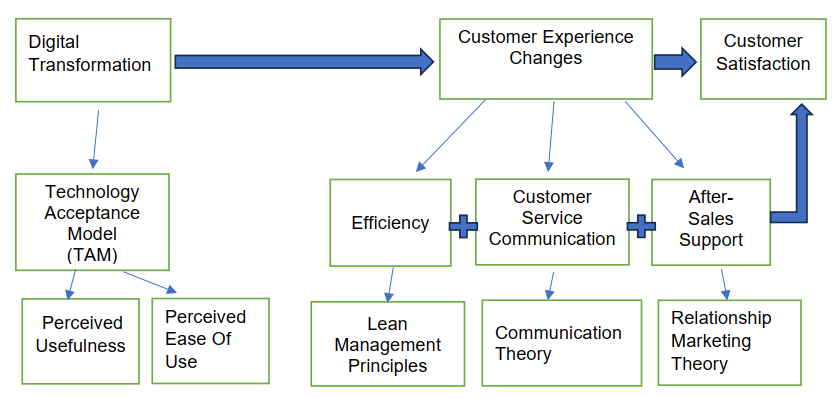 Digital
Transformation
Customer Experience
Changes
Customer
Satisfaction
Technology
Acceptance
Model
(TAM)
Efficiency
Customer
Service
Communication
After-
Sales
Support
Perceived
Usefulness
Perceived
Ease Of
Use
Lean
Management
Principles
Communication
Theory
Relationship
Marketing
Theory